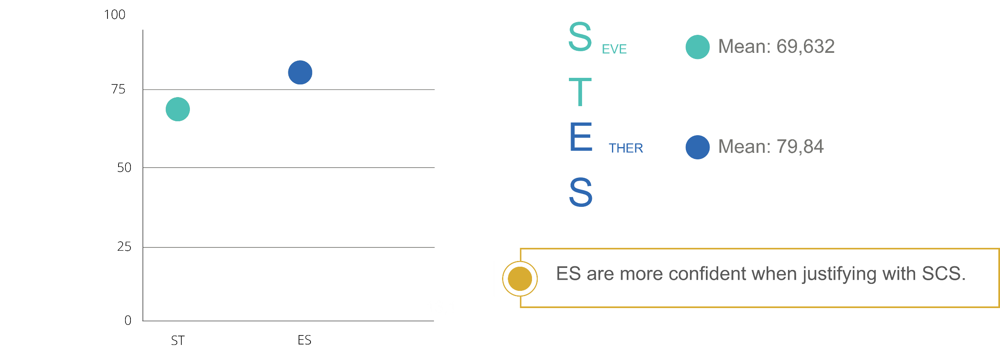 100
75
50
25
0
ST
ES
S EVE
Mean: 69,632
T
E THER
Mean: 79,84
S
ES are more confident when justifying with SCS.